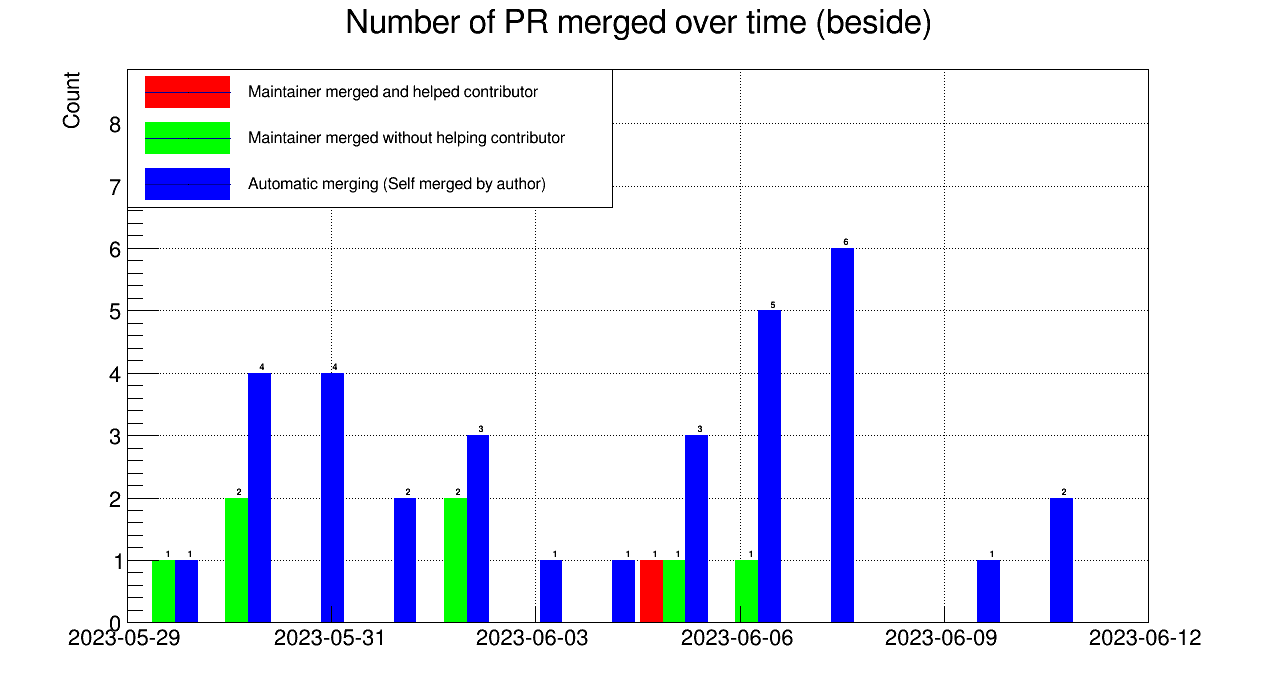 Number of PR merged over time (beside)
Count
Maintainer merged and helped contributor
Maintainer merged without helping contributor
Automatic merging (Self merged by author)
8
7
6
5
4
3
2
1
0
1 1 2 4 4 2 2 3 1 1 1 1 3 1 5 6 1 2
2023-05-29 2023-05-31 2023-06-03 2023-06-06 2023-06-09 2023-06-12